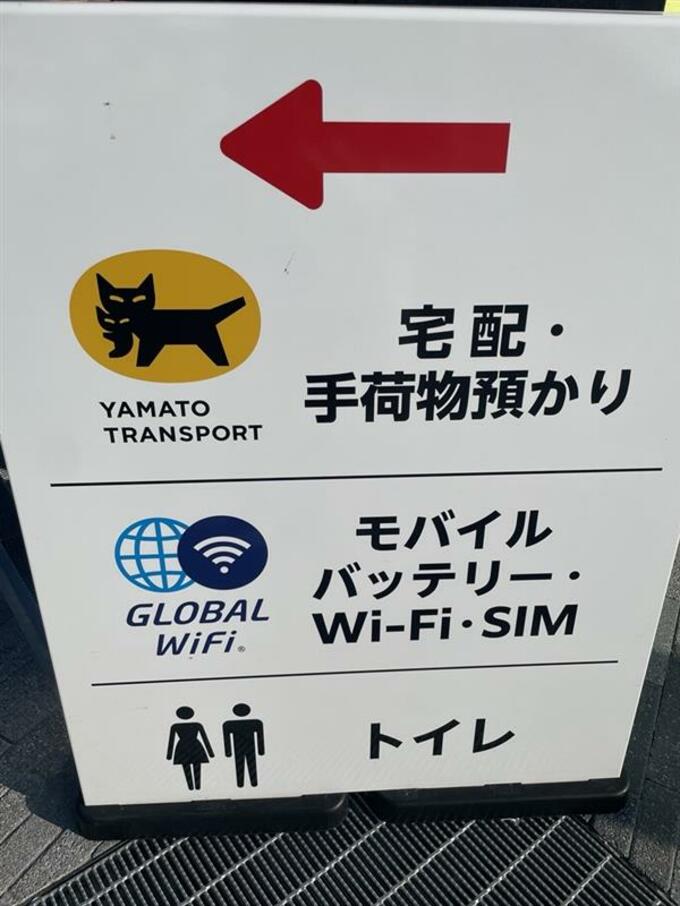 宅配・
手荷物預かり
YAMATO
TRANSPORT
モバイル
バッテリー・
Wi-Fi・SIM
GLOBAL
WiFi®
トイレ